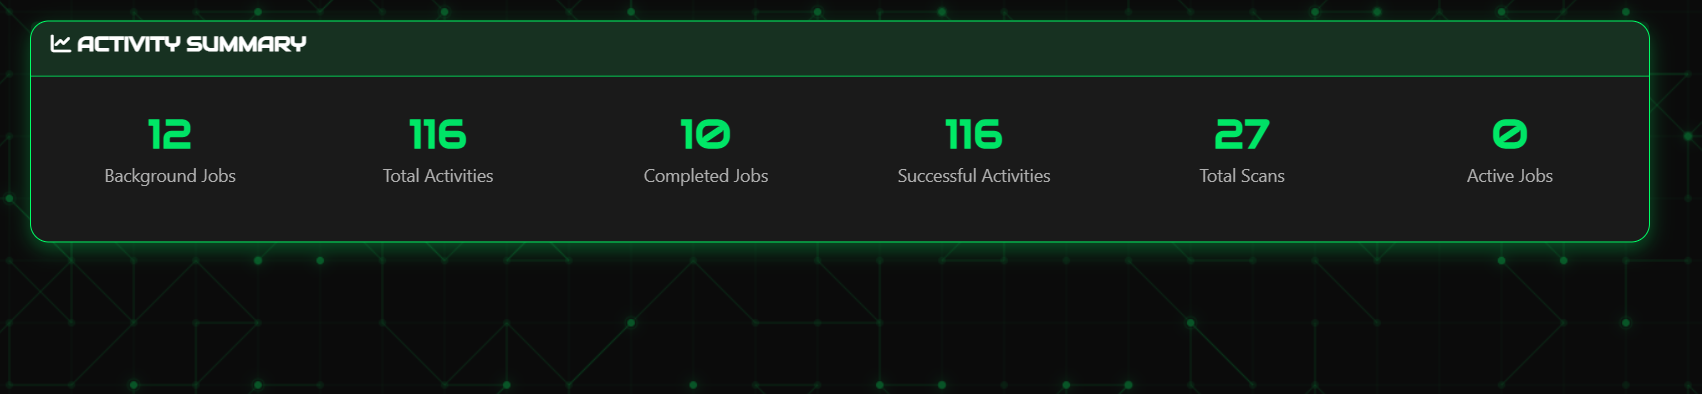 ACTIVITY SUMMARY
12
Background Jobs
116
Total Activities
10
Completed Jobs
116
Successful Activities
27
Total Scans
0
Active Jobs